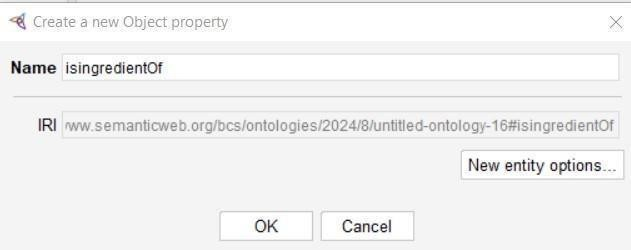 Create a new Object property
Name isingredientOf
IRI www.semanticweb.org/bcs/ontologies/2024/8/untitled-ontology-16#isingredientOf
New entity options...
OK Cancel